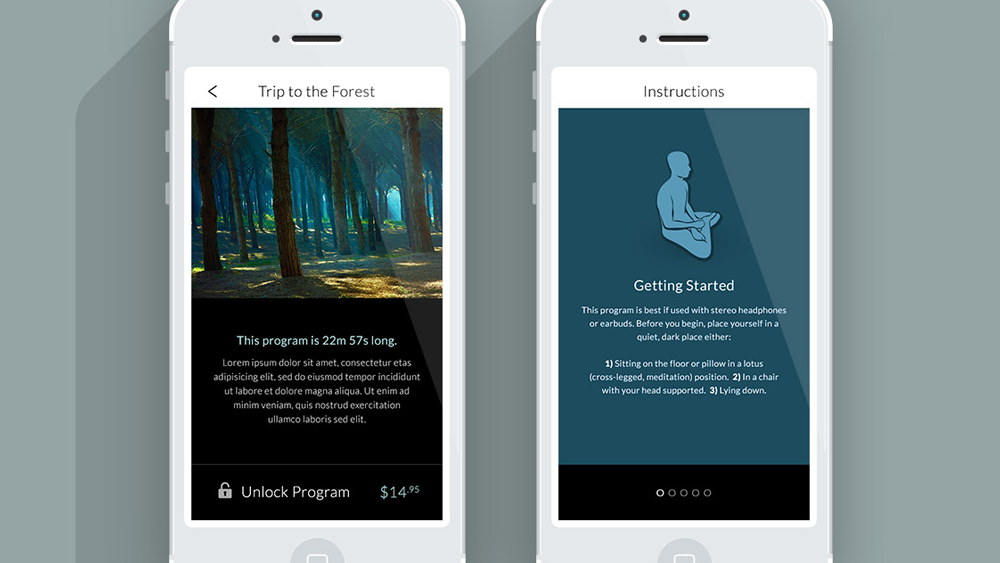 Trip to the Forest
This program is 22m 57s long.
Lorem ipsum dolor sit amet, consectetur etas
adipisicing elit, sed do eiusmod tempor incididunt
ut labore et dolore magna aliqua. Ut enim ad
minim veniam, quis nostrud exercitation
ullamco laboris sed elit.
Unlock Program $14.95
Instructions
Getting Started
This program is best if used with stereo headphones
or earbuds. Before you begin, place yourself in a
quiet, dark place either:
1) Sitting on the floor or pillow in a lotus
(cross-legged, meditation) position. 2) In a chair
with your head supported. 3) Lying down.